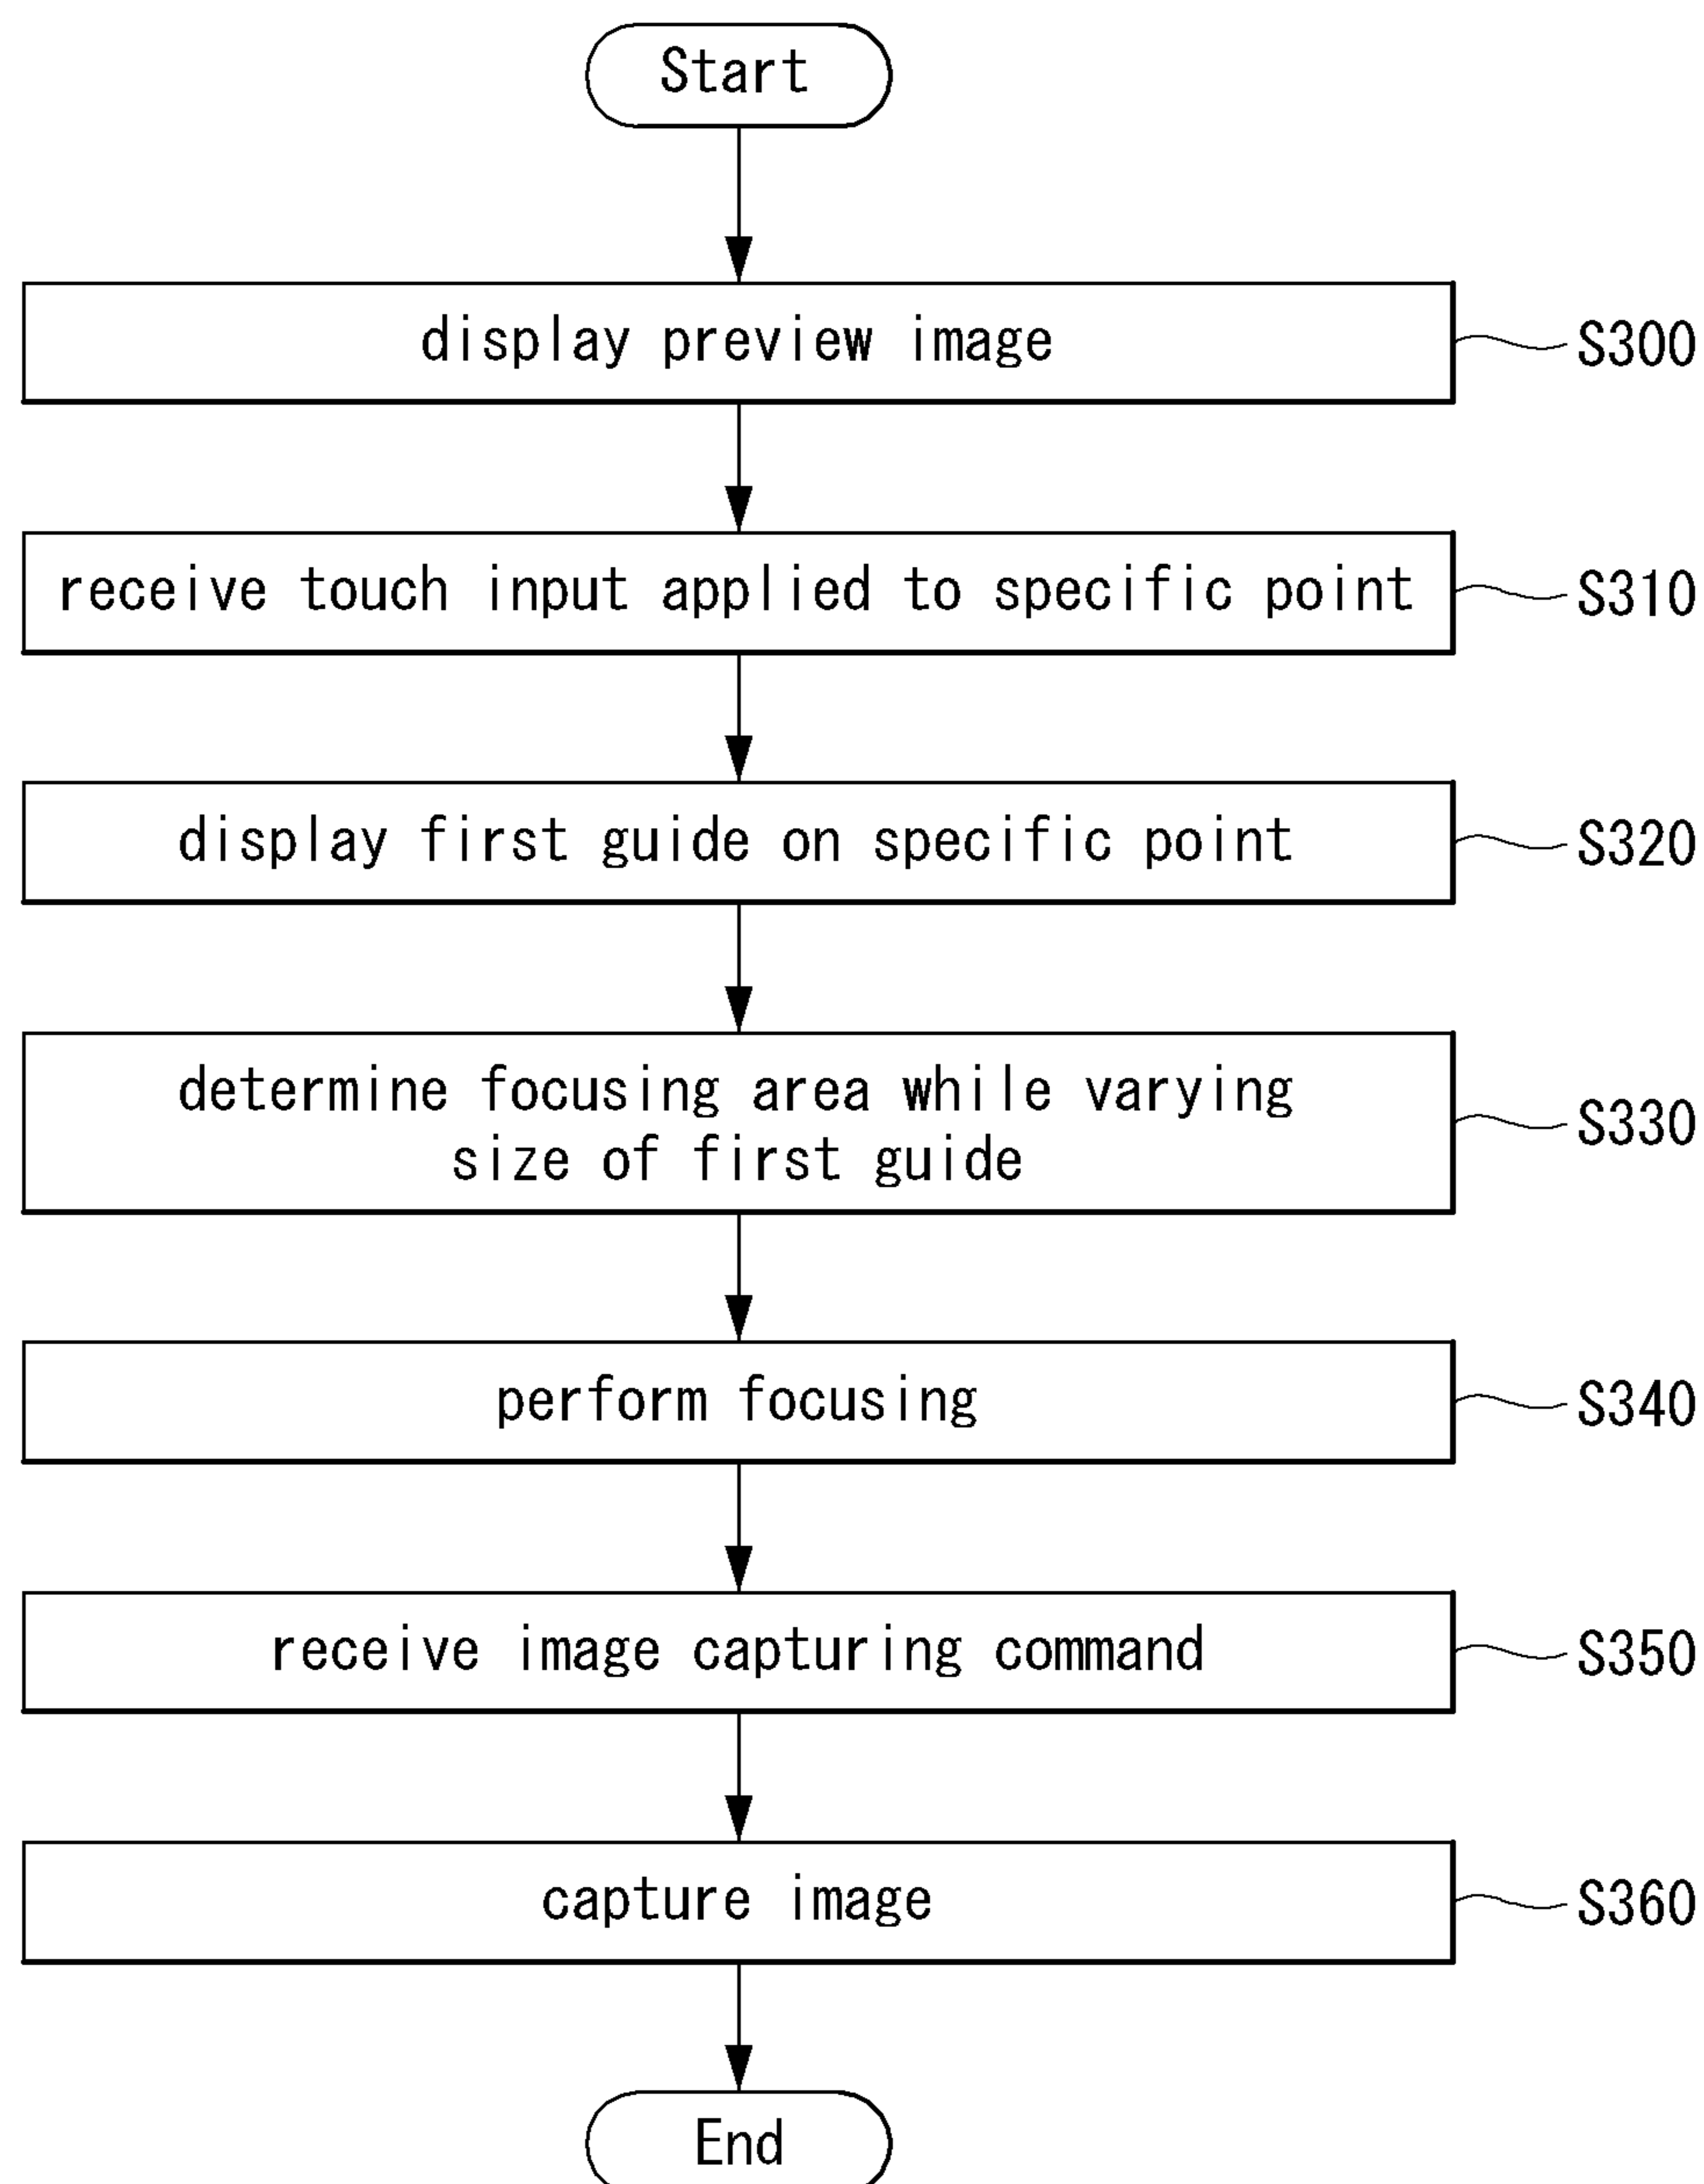 Start
display preview image
S300
receive touch input applied to specific point
S310
display first guide on specific point
S320
determine focusing area while varying
size of first guide
S330
perform focusing
S340
receive image capturing command
S350
capture image
S360
End